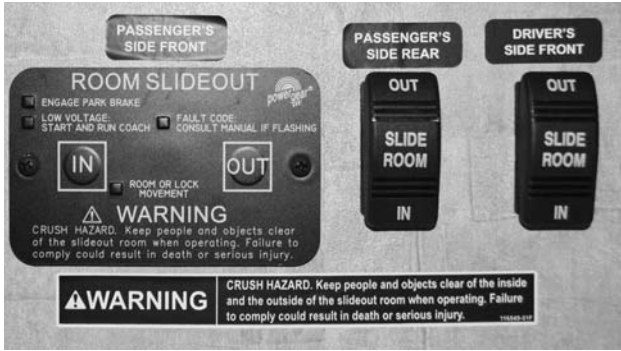 PASSENGER'S
SIDE FRONT
ROOM SLIDEOUT
ENGAGE PARK BRAKE
LOW VOLTAGE:
START AND RUN COACH
FAULT CODE:
CONSULT MANUAL IF FLASHING
powergear®
IN
OUT
ROOM OR LOCK
MOVEMENT
⚠ WARNING
CRUSH HAZARD. Keep people and objects clear
of the slideout room when operating. Failure to
comply could result in death or serious injury.
PASSENGER'S
SIDE REAR
OUT
SLIDE
ROOM
IN
DRIVER'S
SIDE FRONT
OUT
SLIDE
ROOM
IN
⚠WARNING
CRUSH HAZARD. Keep people and objects clear of the inside
and the outside of the slideout room when operating. Failure
to comply could result in death or serious injury.